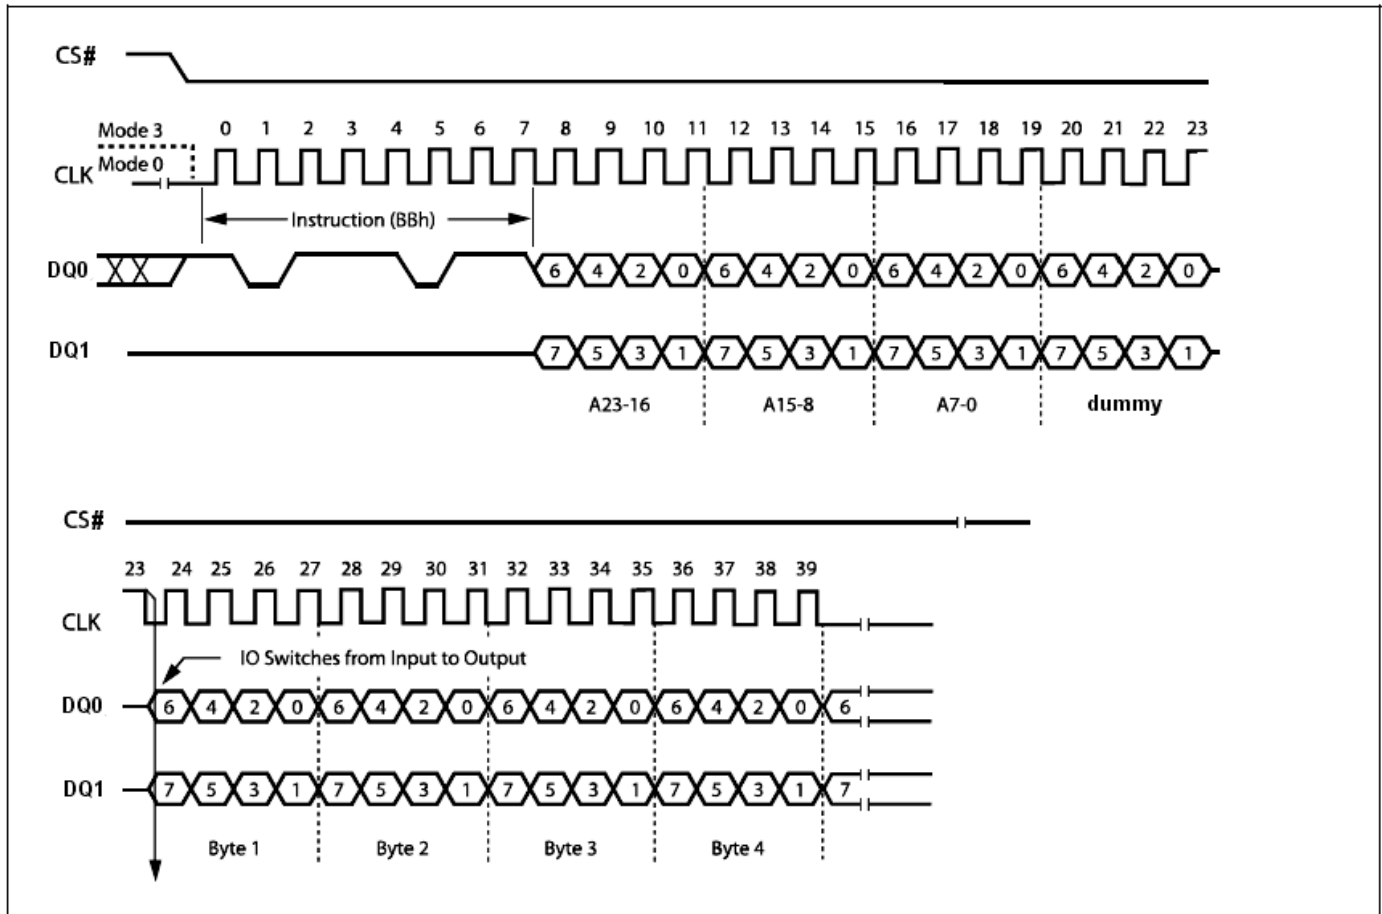 CS#
Mode 3
0 1 2 3 4 5 6 7 8 9 10 11 12 13 14 15 16 17 18 19 20 21 22 23
Mode 0
CLK
Instruction (BBh)
DQ0 6 4 2 0 6 4 2 0 6 4 2 0 6 4 2 0
DQ1 7 5 3 1 7 5 3 1 7 5 3 1 7 5 3 1
A23-16 A15-8 A7-0 dummy
CS#
23 24 25 26 27 28 29 30 31 32 33 34 35 36 37 38 39
CLK
IO Switches from Input to Output
DQ0 6 4 2 0 6 4 2 0 6 4 2 0 6 4 2 0 6
DQ1 7 5 3 1 7 5 3 1 7 5 3 1 7 5 3 1 7
Byte 1 Byte 2 Byte 3 Byte 4